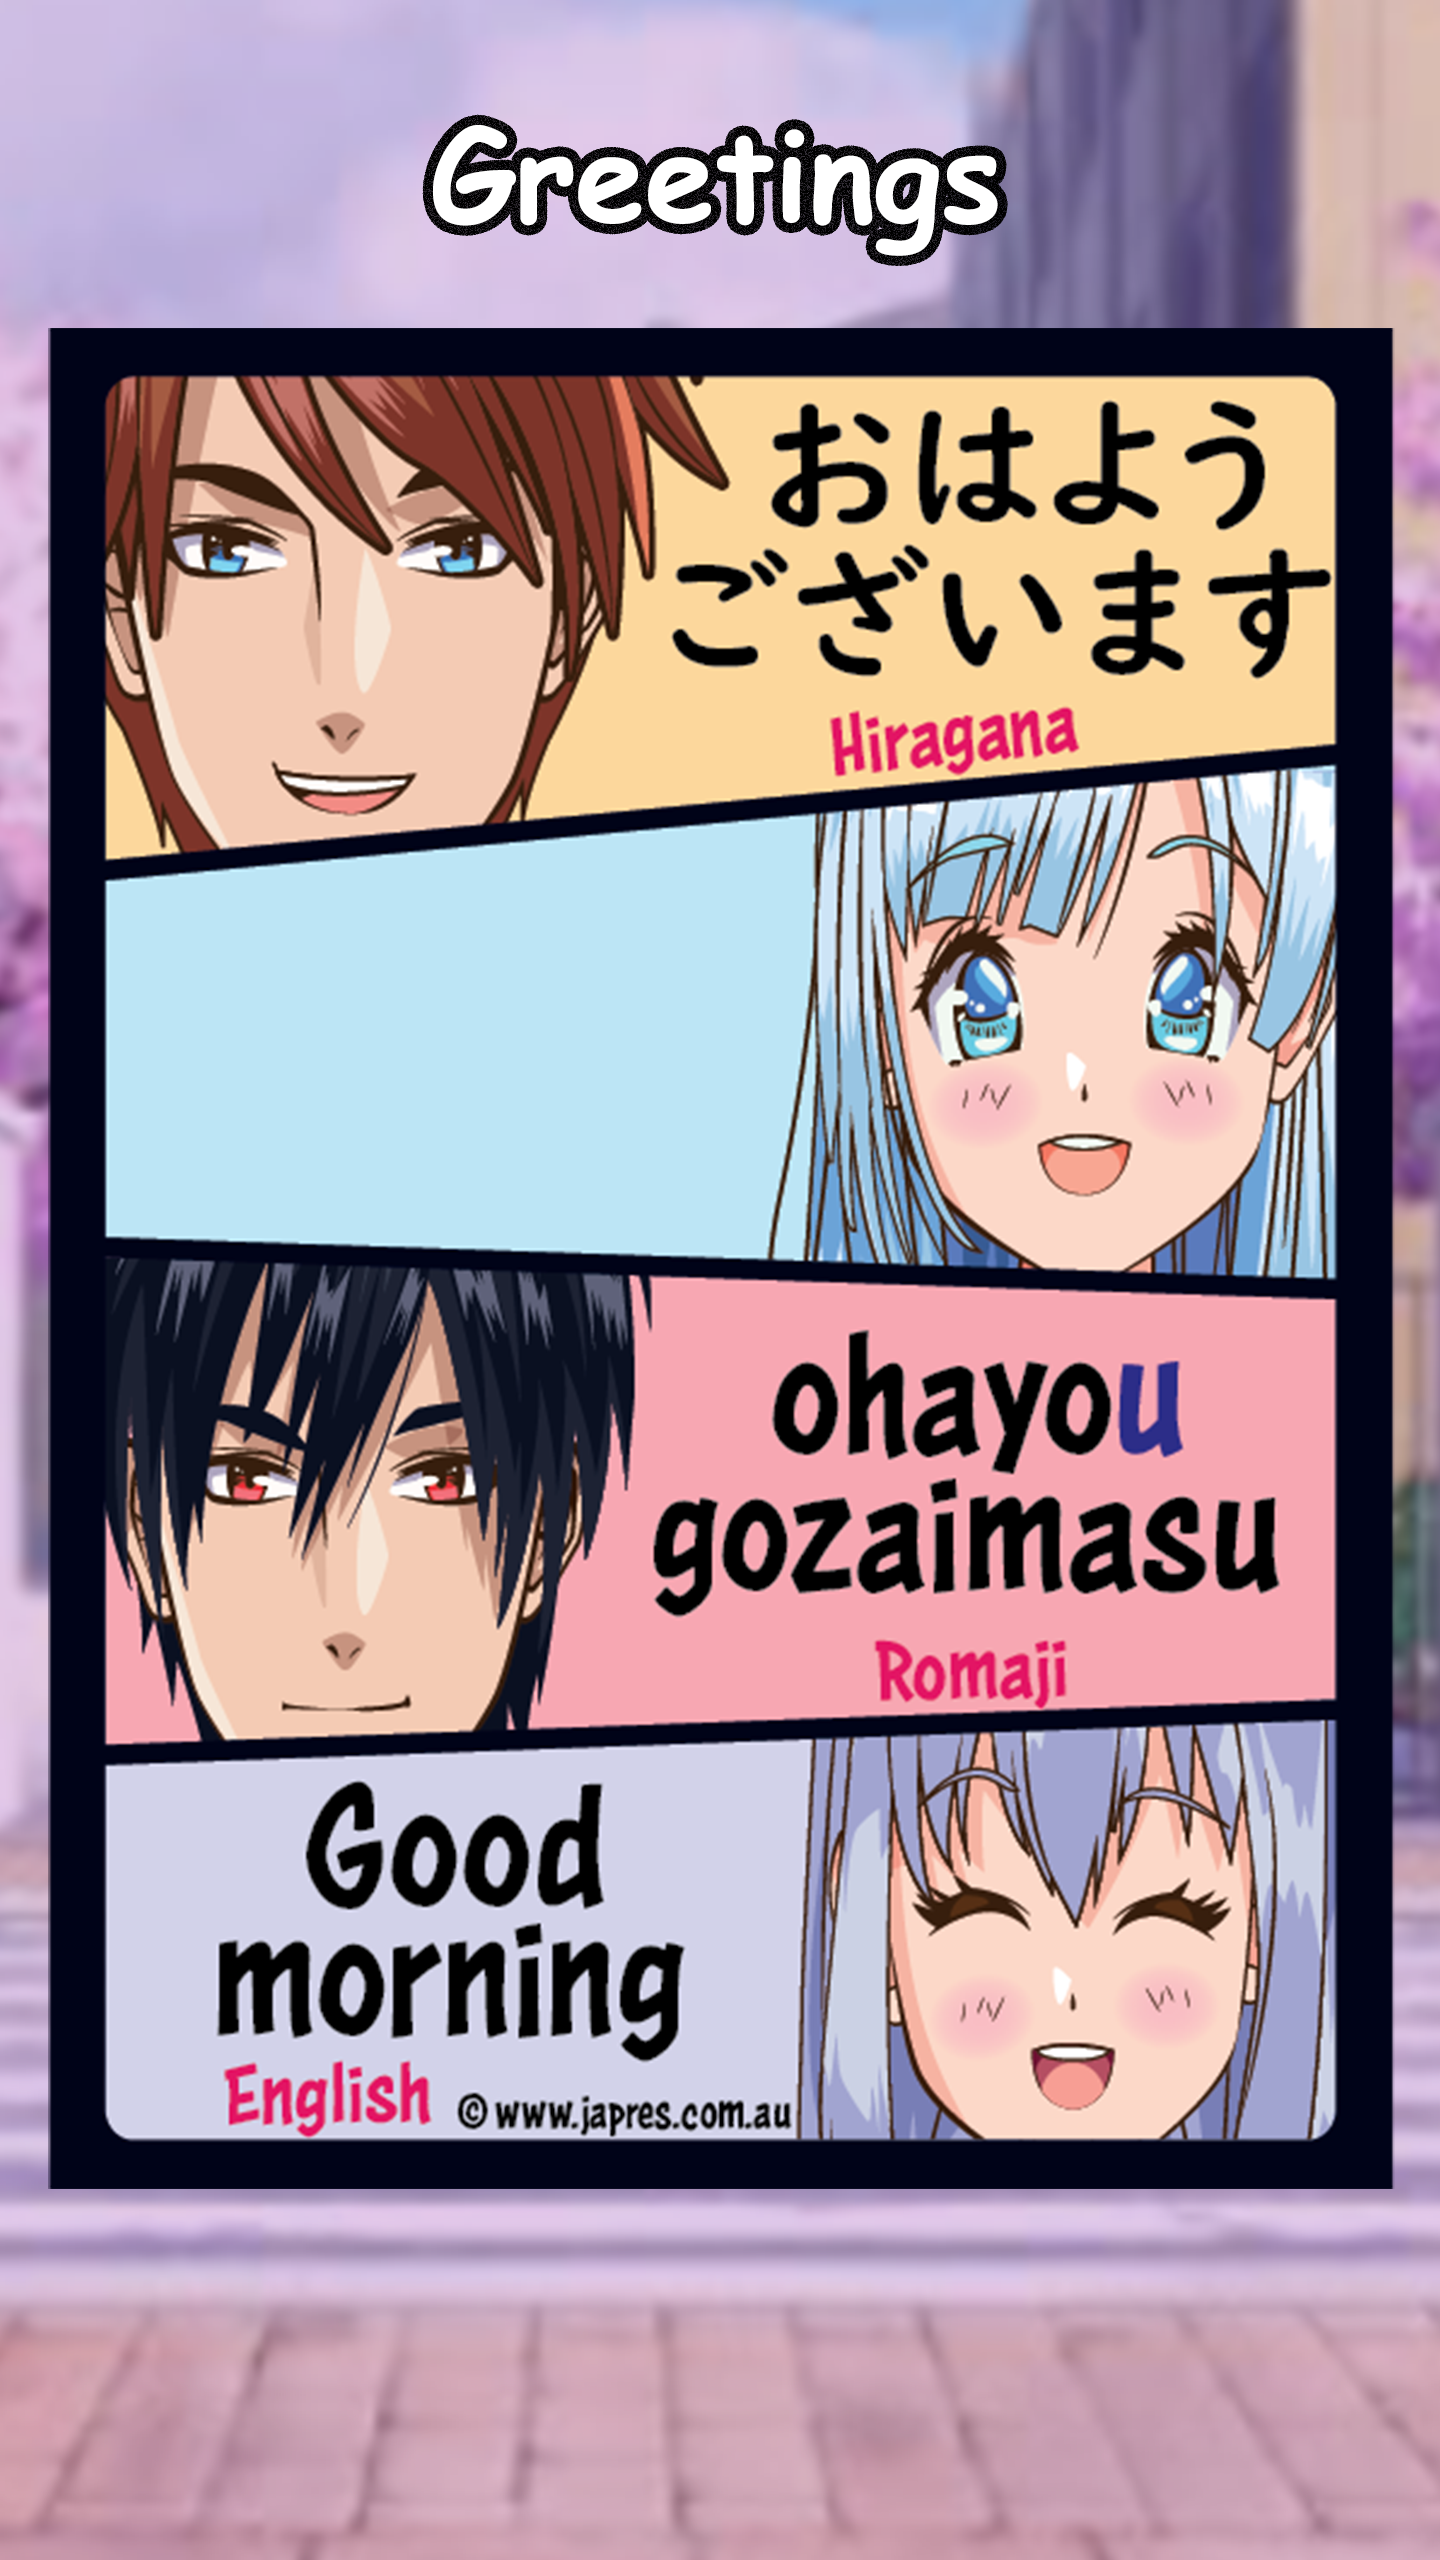 Greetings
おはよう
ございます
Hiragana
ohayou
gozaimasu
Romaji
Good
morning
English
© www.japres.com.au